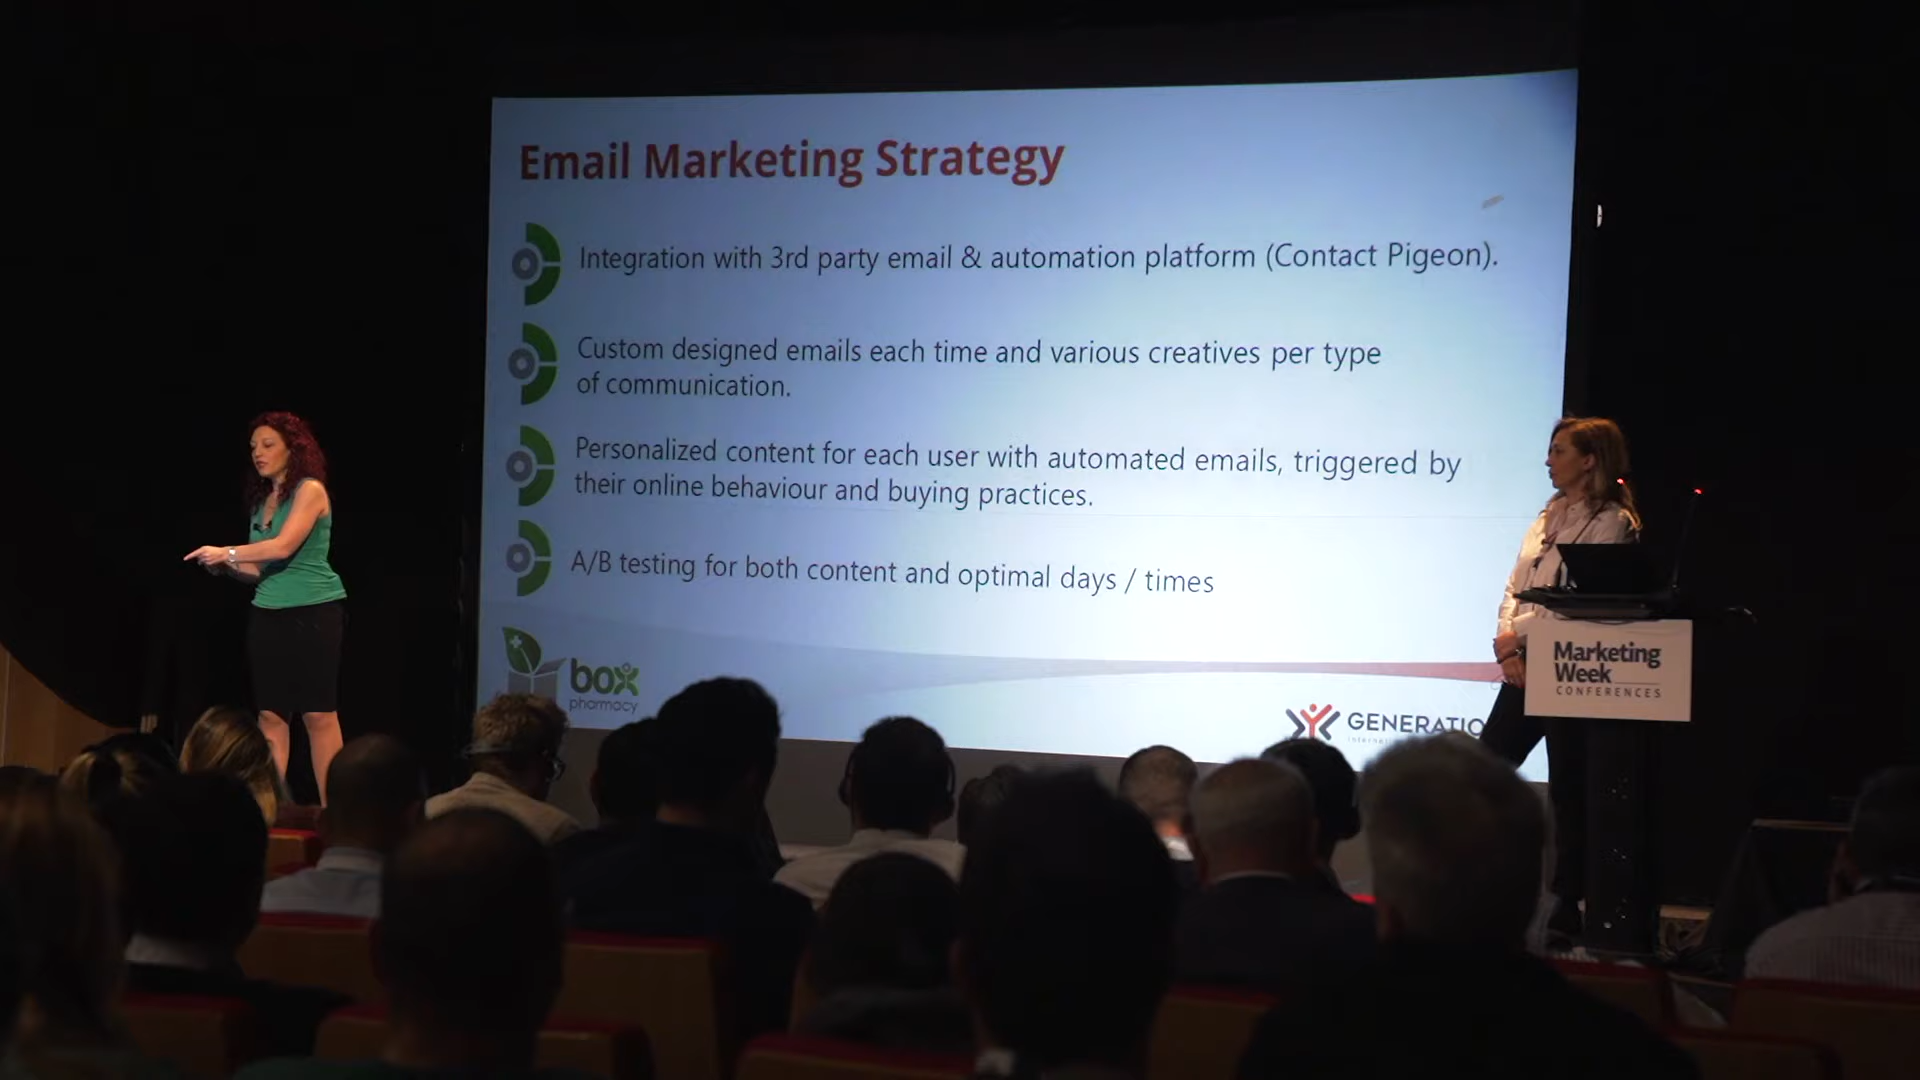 Email Marketing Strategy
Integration with 3rd party email & automation platform (Contact Pigeon).
Custom designed emails each time and various creatives per type
of communication.
Personalized content for each user with automated emails, triggered by
their online behaviour and buying practices.
A/B testing for both content and optimal days / times
box
pharmacy
GENERATIO
Marketing
Week
CONFERENCES